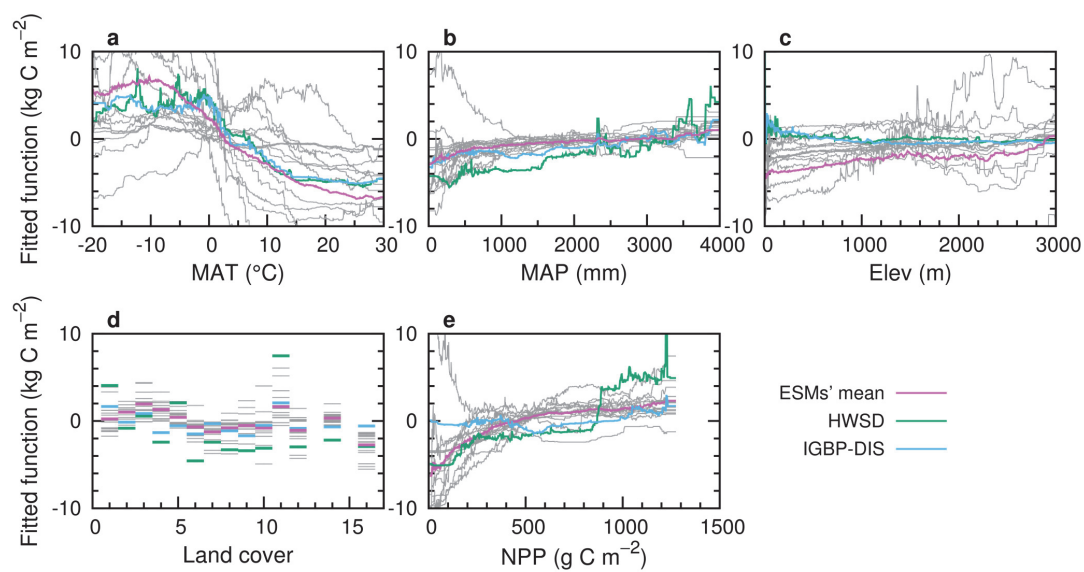 a
b
c
Fitted function (kg C m⁻²)
10
0
-10
-20
-10
0
10
20
30
MAT (°C)
10
0
-10
0
1000
2000
3000
4000
MAP (mm)
10
0
-10
0
1000
2000
3000
Elev (m)
d
e
Fitted function (kg C m⁻²)
10
0
-10
0
5
10
15
Land cover
10
0
-10
0
500
1000
1500
NPP (g C m⁻²)
ESMs’ mean
HWSD
IGBP-DIS